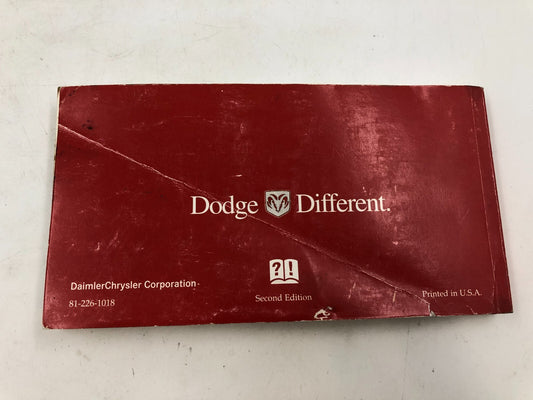 Dodge Different.
?!
DaimlerChrysler Corporation
81-226-1018
Second Edition
Printed in U.S.A.